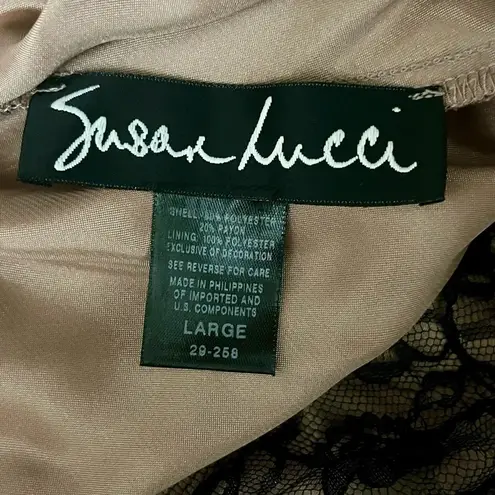 Susan Lucci
SHELL: 80% POLYESTER
20% RAYON
LINING: 100% POLYESTER
EXCLUSIVE OF DECORATION
SEE REVERSE FOR CARE
MADE IN PHILIPPINES
OF IMPORTED AND
U.S. COMPONENTS
LARGE
29-258